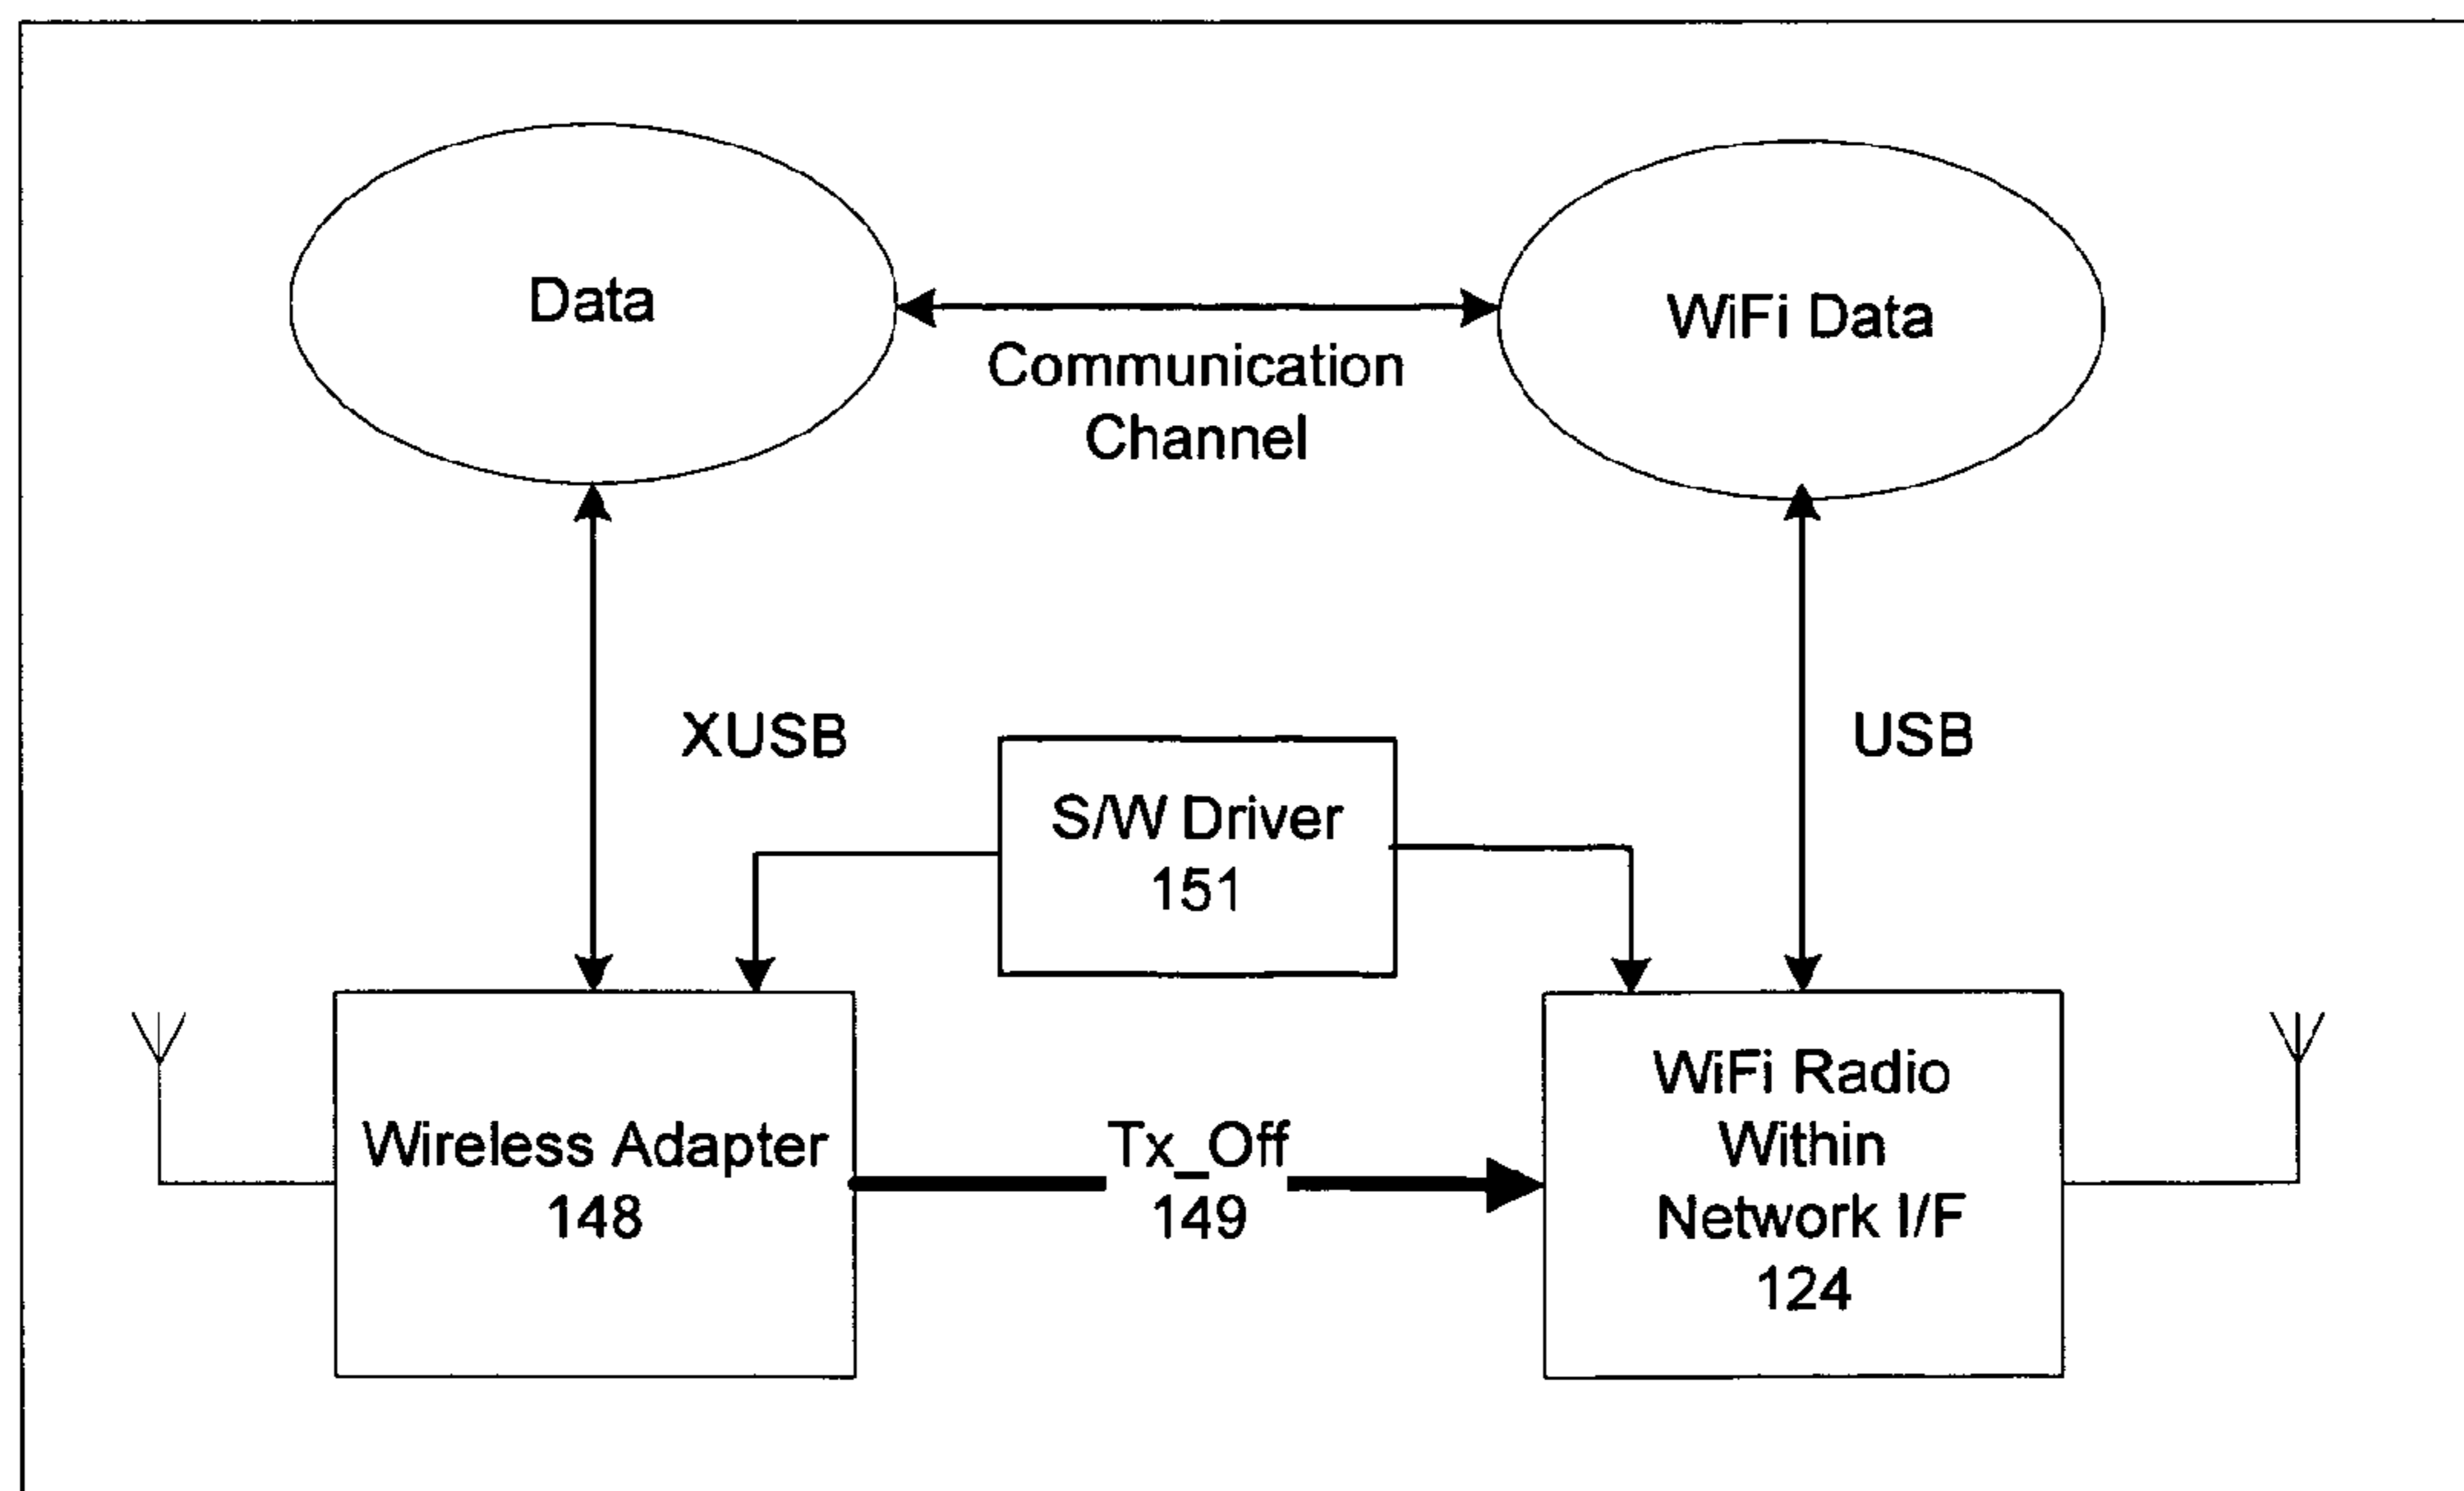 Data
WiFi Data
Communication
Channel
XUSB
USB
S/W Driver
151
Wireless Adapter
148
Tx_Off
149
WiFi Radio
Within
Network I/F
124